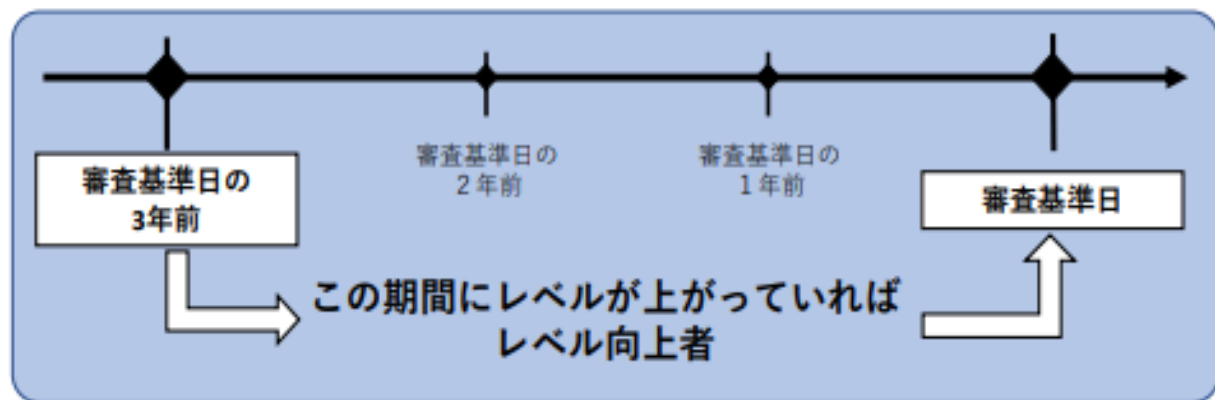 審査基準日の
3年前
審査基準日の
2年前
審査基準日の
1年前
審査基準日
この期間にレベルが上がっていれば
レベル向上者